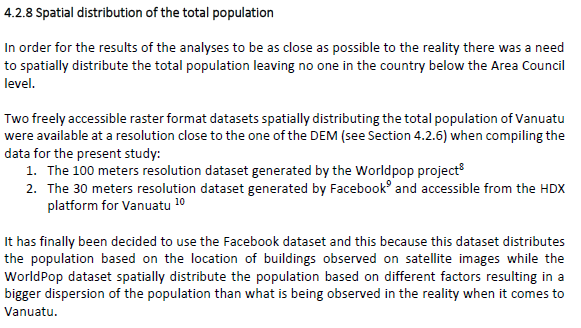 4.2.8 Spatial distribution of the total population
In order for the results of the analyses to be as close as possible to the reality there was a need
to spatially distribute the total population leaving no one in the country below the Area Council
level.
Two freely accessible raster format datasets spatially distributing the total population of Vanuatu
were available at a resolution close to the one of the DEM (see Section 4.2.6) when compiling the
data for the present study:
1. The 100 meters resolution dataset generated by the Worldpop project⁸
2. The 30 meters resolution dataset generated by Facebook⁹ and accessible from the HDX
platform for Vanuatu ¹⁰
It has finally been decided to use the Facebook dataset and this because this dataset distributes
the population based on the location of buildings observed on satellite images while the
WorldPop dataset spatially distribute the population based on different factors resulting in a
bigger dispersion of the population than what is being observed in the reality when it comes to
Vanuatu.